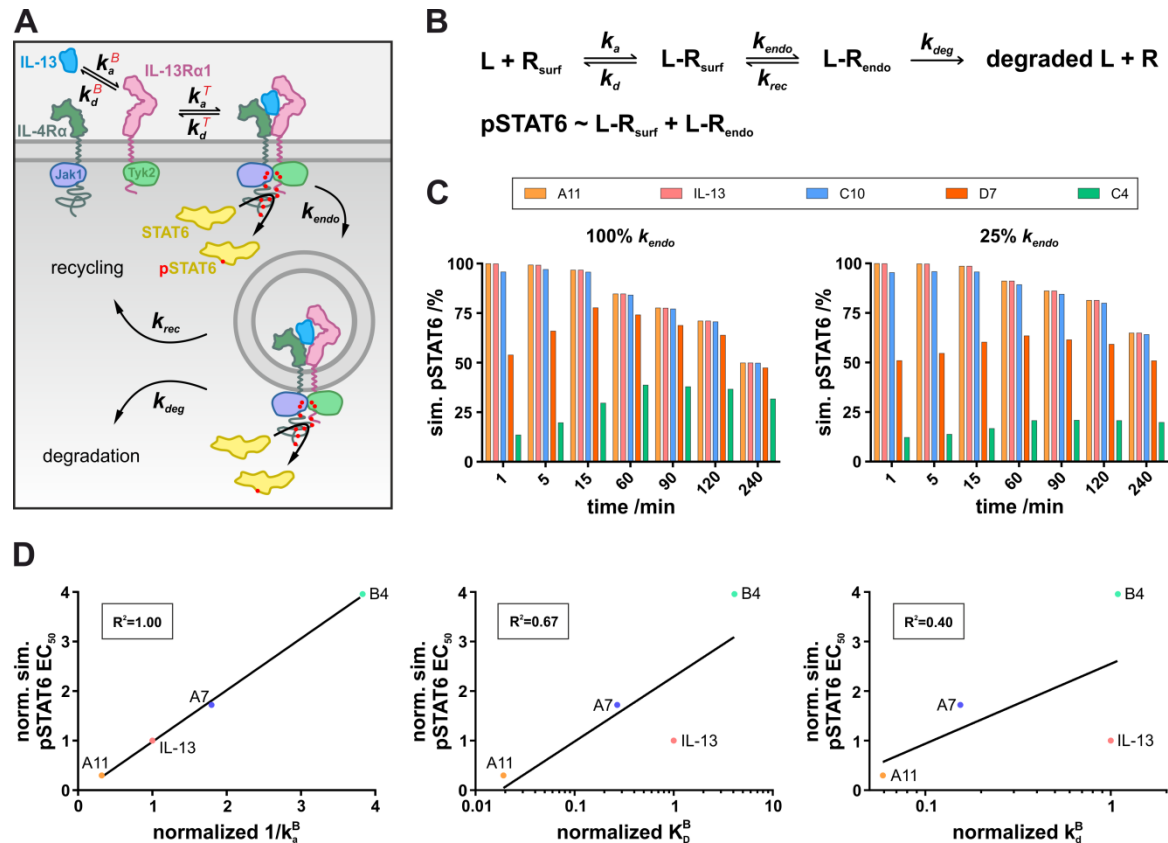 A
IL-13
k_a^B
k_d^B
IL-13Rα1
k_a^T
k_d^T
IL-4Rα
Jak1
Tyk2
STAT6
pSTAT6
k_endo
recycling
k_rec
k_deg
degradation
B
L + R_surf
k_a
k_d
L-R_surf
k_endo
k_rec
L-R_endo
k_deg
degraded L + R
pSTAT6 ~ L-R_surf + L-R_endo
C
A11 IL-13 C10 D7 C4
100% k_endo
sim. pSTAT6 /%
100
75
50
25
0
1 5 15 60 90 120 240
time /min
25% k_endo
sim. pSTAT6 /%
100
75
50
25
0
1 5 15 60 90 120 240
time /min
D
norm. sim.
pSTAT6 EC_50
4
3
2
1
0
R²=1.00
B4
A7
IL-13
A11
0 1 2 3 4
normalized 1/k_a^B
norm. sim.
pSTAT6 EC_50
4
3
2
1
0
R²=0.67
B4
A7
IL-13
A11
0.01 0.1 1 10
normalized K_D^B
norm. sim.
pSTAT6 EC_50
4
3
2
1
0
R²=0.40
B4
A7
IL-13
A11
0.1 1
normalized k_d^B